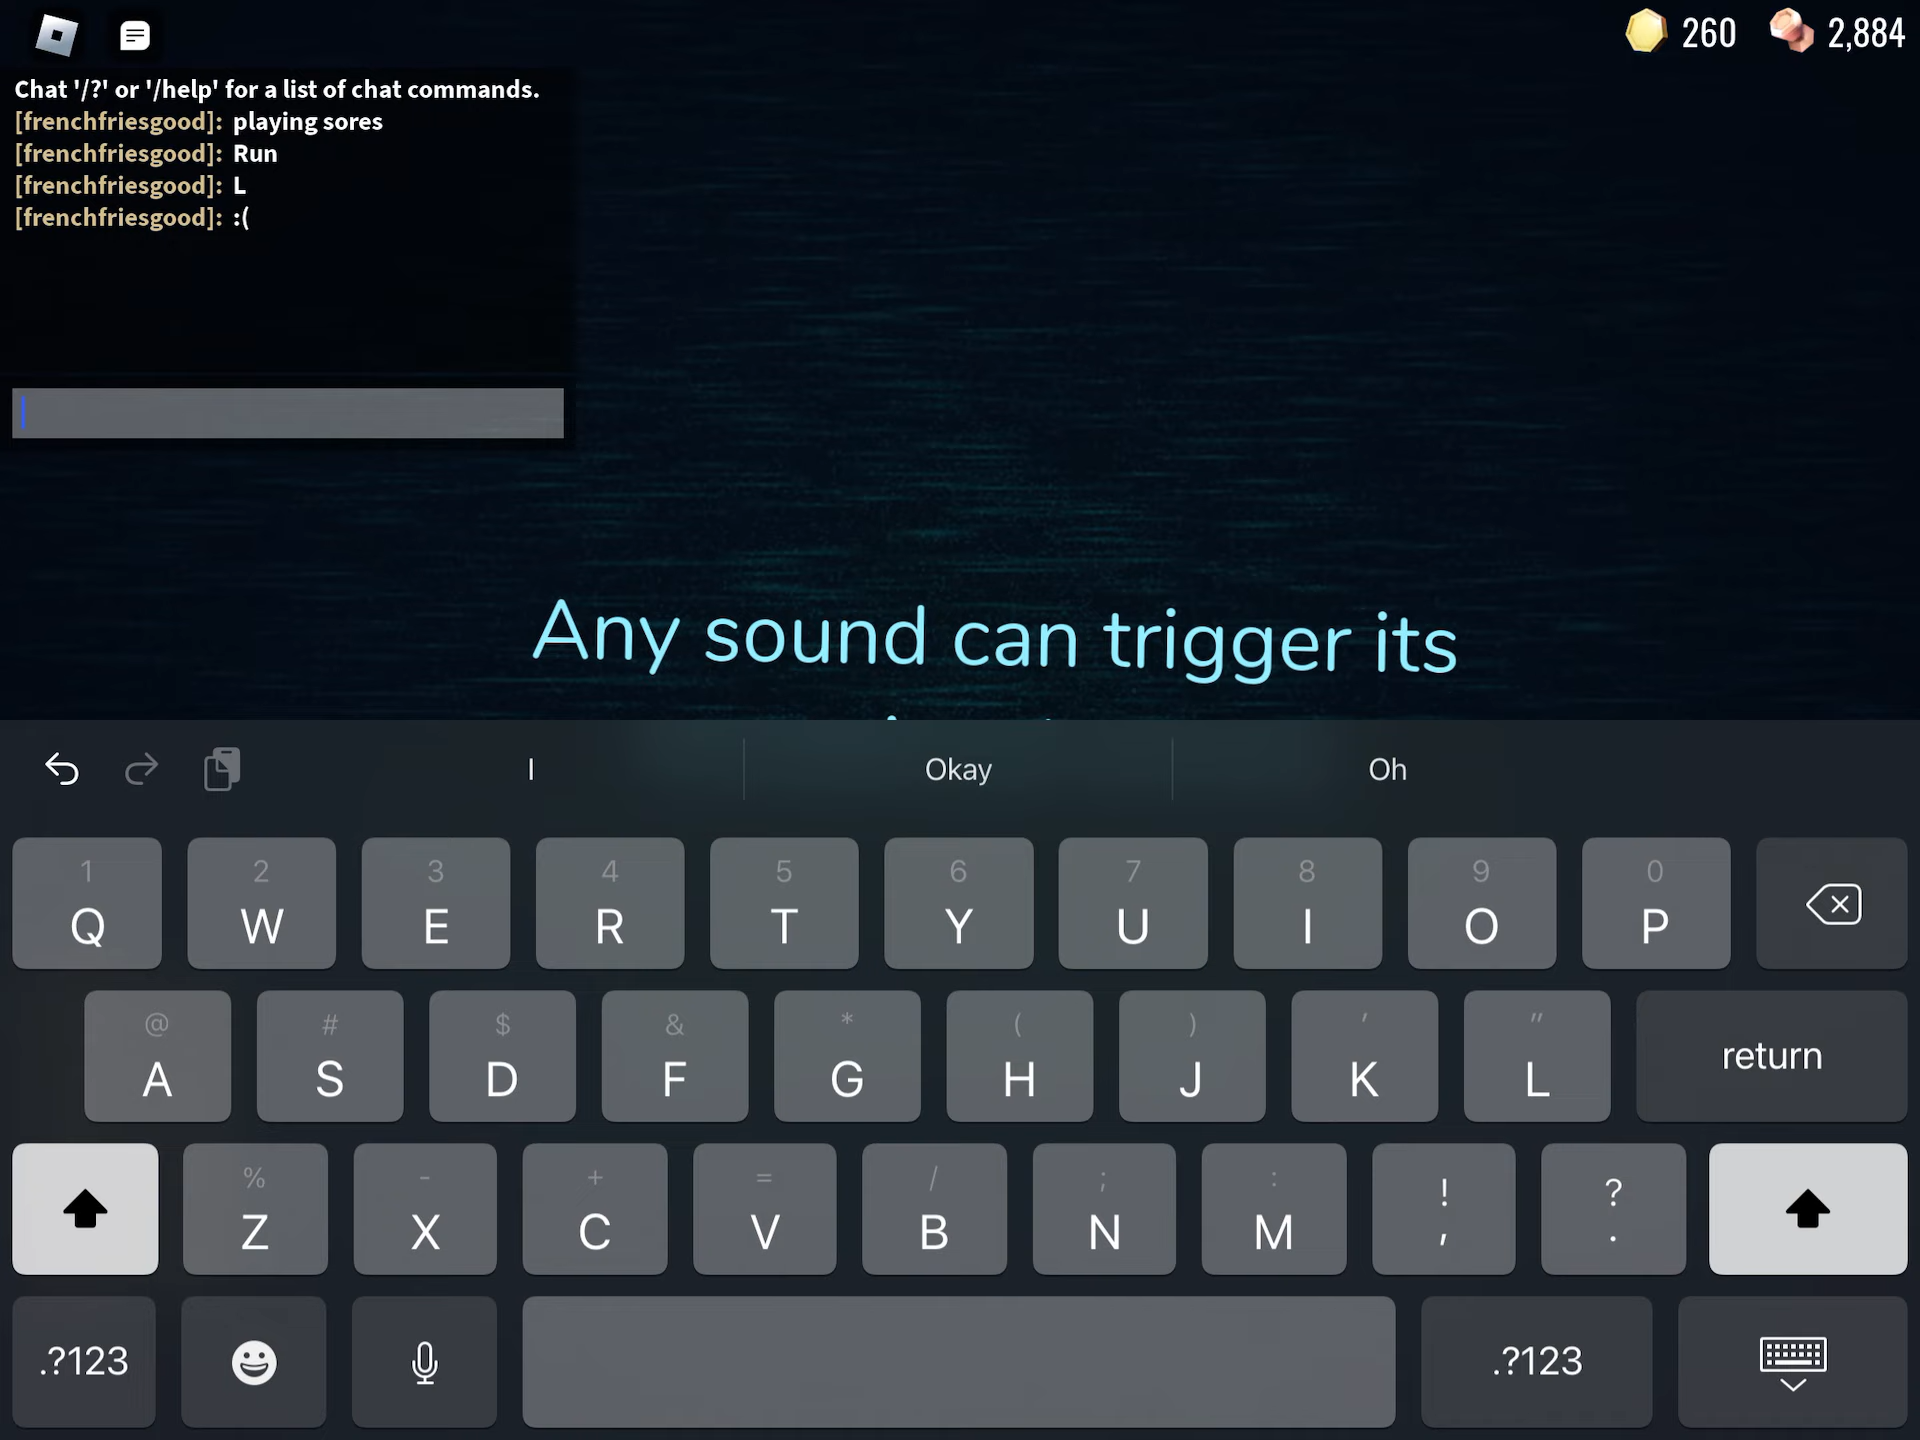 260 2,884
Chat '/?' or '/help' for a list of chat commands.
[frenchfriesgood]: playing sores
[frenchfriesgood]: Run
[frenchfriesgood]: L
[frenchfriesgood]: :(
Any sound can trigger its
I Okay Oh
1 2 3 4 5 6 7 8 9 0
Q W E R T Y U I O P
@ # $ & * ( ) ' "
A S D F G H J K L return
% - + = / ; : ! ?
Z X C V B N M , .
.?123 .?123